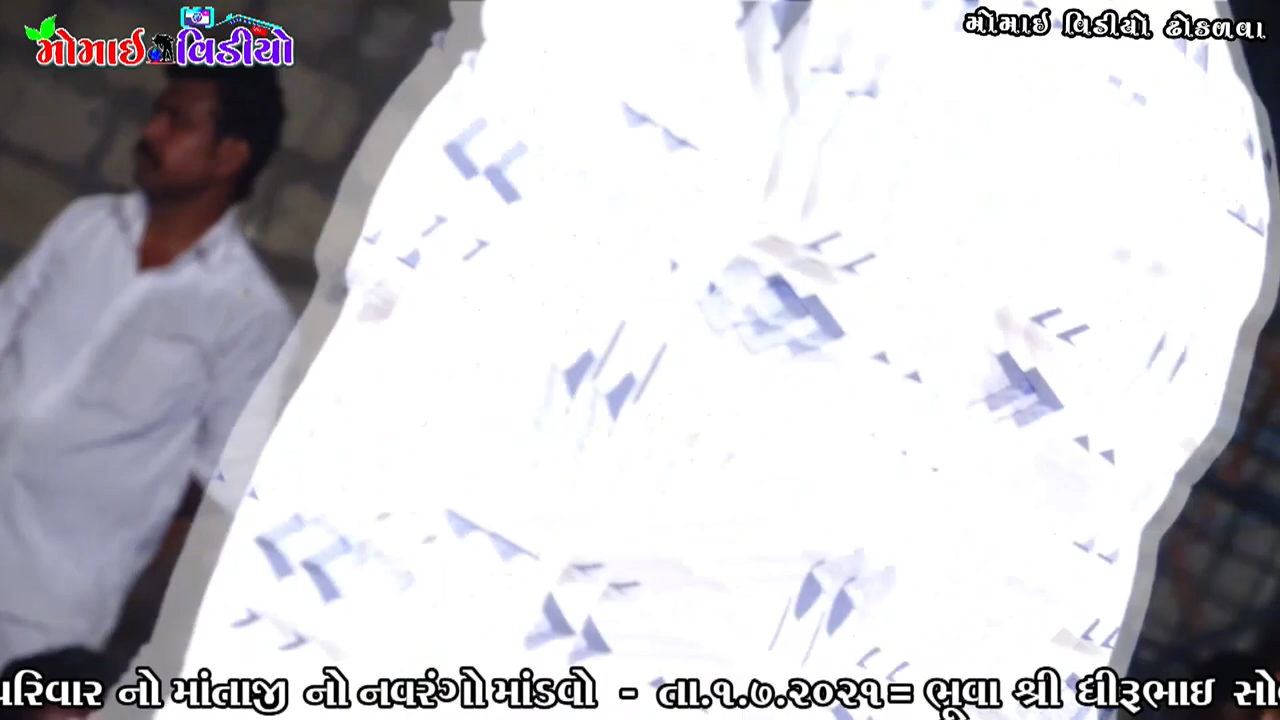 મોમાઇ વિડીયો
મોમાઈ વિડીયો ઢોકળવા
પરિવાર નો માંતાજી નો નવરંગો માંડવો - તા.૧.૭.૨૦૨૧ = ભૂવા શ્રી ધીરૂભાઇ